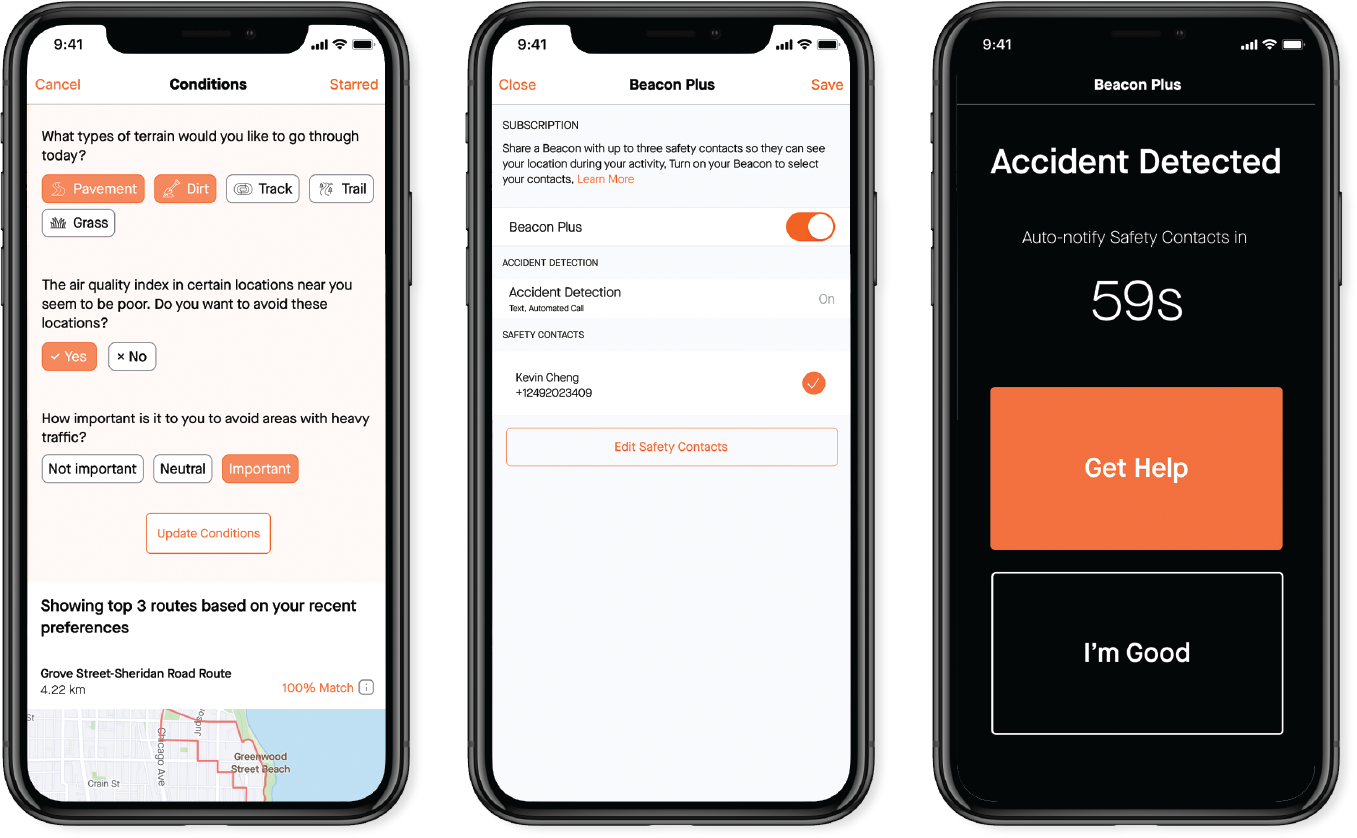 9:41
Cancel
Conditions
Starred
What types of terrain would you like to go through
today?
Pavement
Dirt
Track
Trail
Grass
The air quality index in certain locations near you
seem to be poor. Do you want to avoid these
locations?
Yes
× No
How important is it to you to avoid areas with heavy
traffic?
Not important
Neutral
Important
Update Conditions
Showing top 3 routes based on your recent
preferences
Grove Street-Sheridan Road Route
4.22 km
100% Match
St
Chicago Ave
Greenwood
Street Beach
Crain St
9:41
Close
Beacon Plus
Save
SUBSCRIPTION
Share a Beacon with up to three safety contacts so they can see
your location during your activity, Turn on your Beacon to select
your contacts, Learn More
Beacon Plus
ACCIDENT DETECTION
Accident Detection
On
Text, Automated Call
SAFETY CONTACTS
Kevin Cheng
+12492023409
Edit Safety Contacts
9:41
Beacon Plus
Accident Detected
Auto-notify Safety Contacts in
59s
Get Help
I'm Good